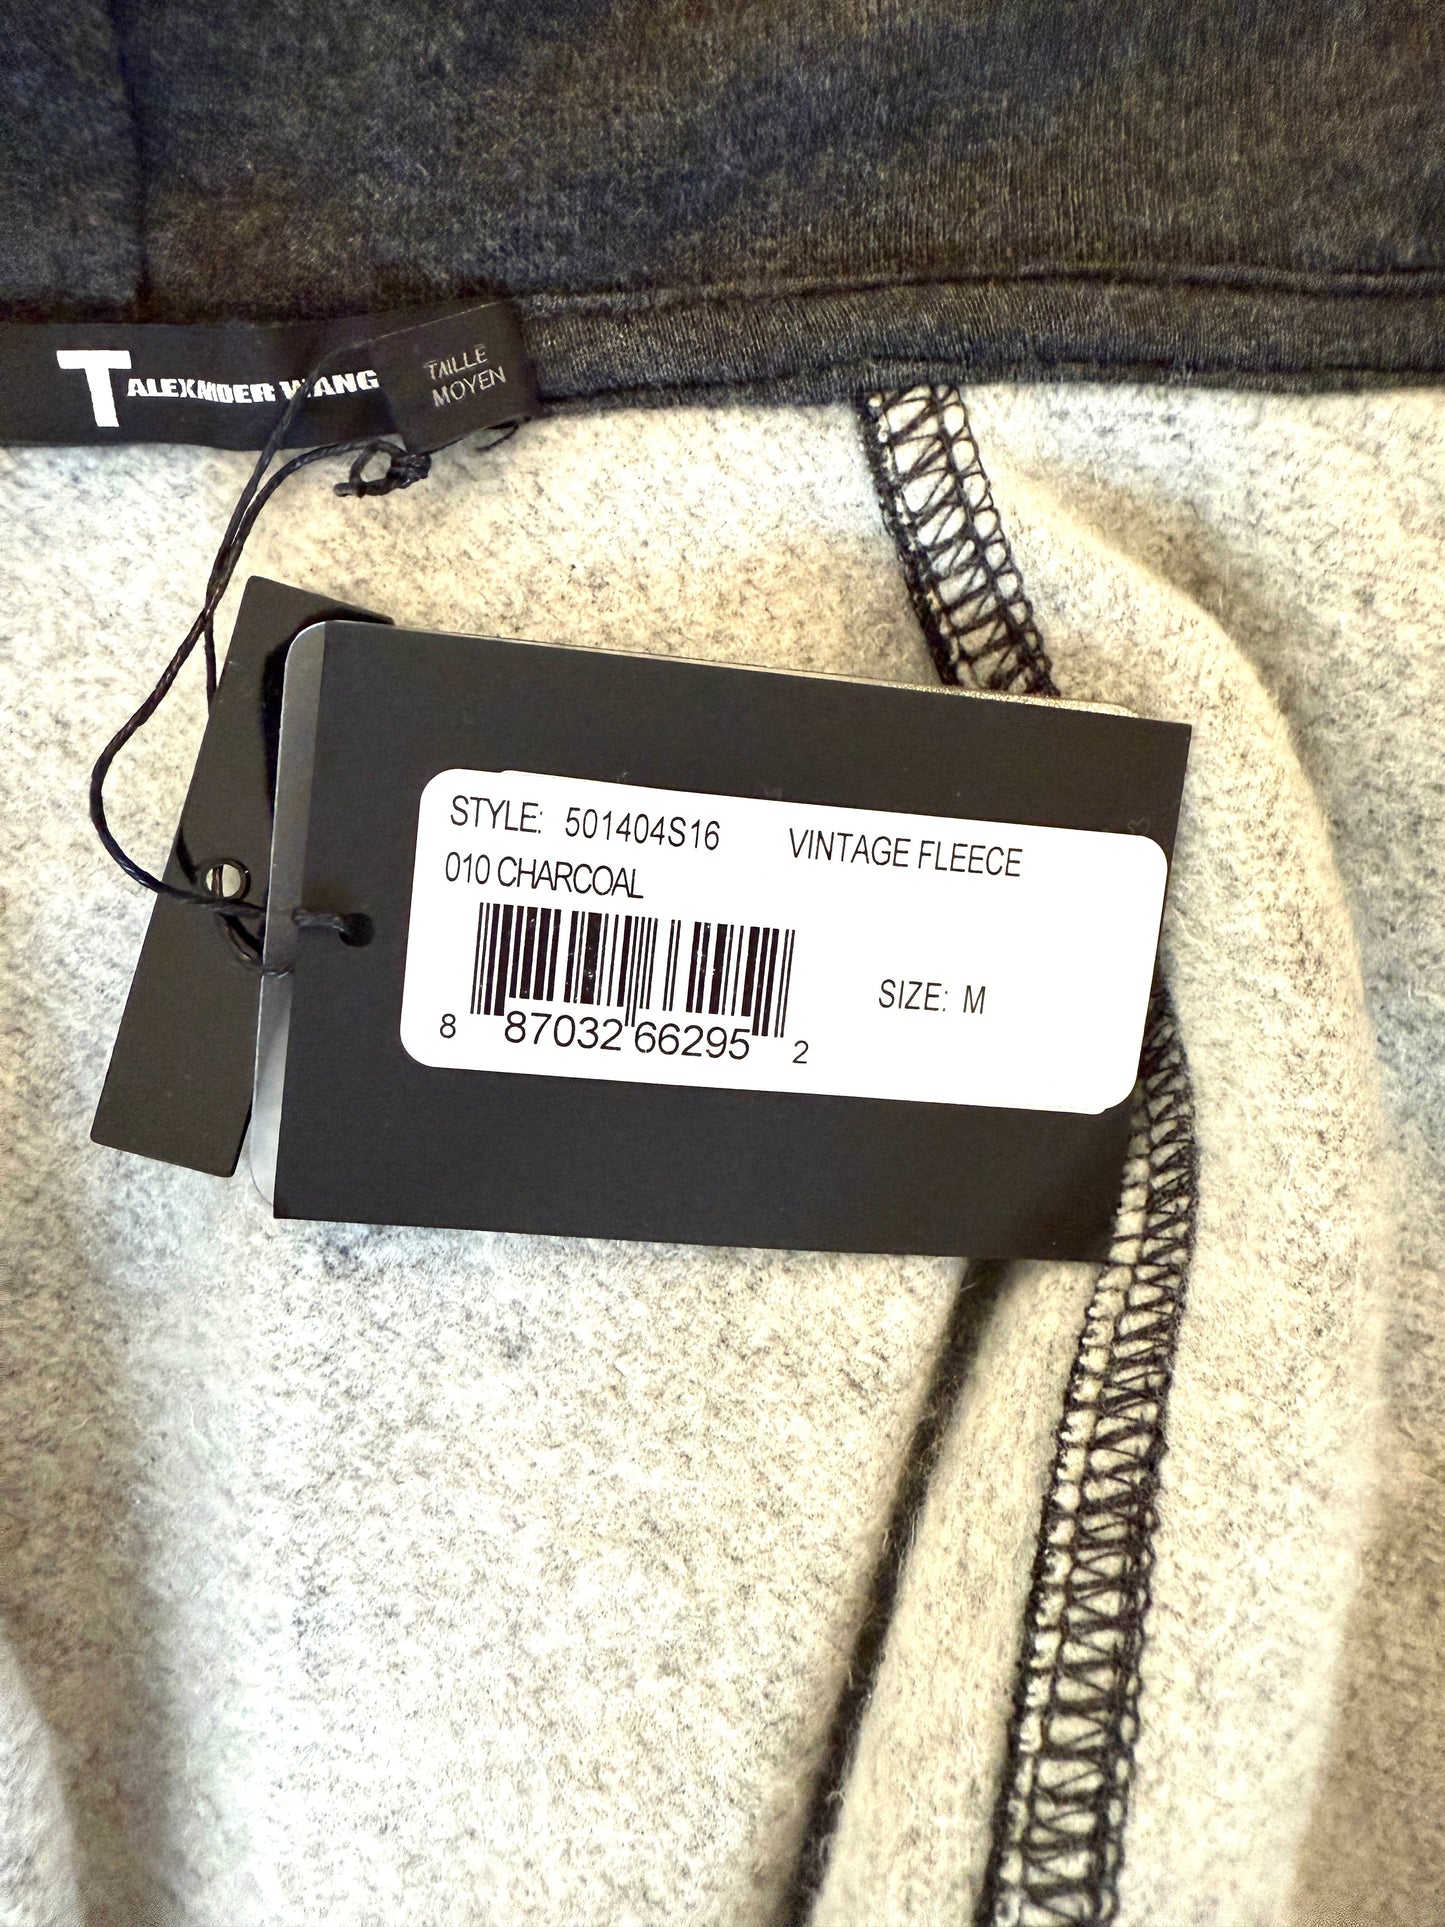 T ALEXANDER WANG
TAILLE
MOYEN
STYLE: 501404S16 VINTAGE FLEECE
010 CHARCOAL
SIZE: M
8 87032 66295 2